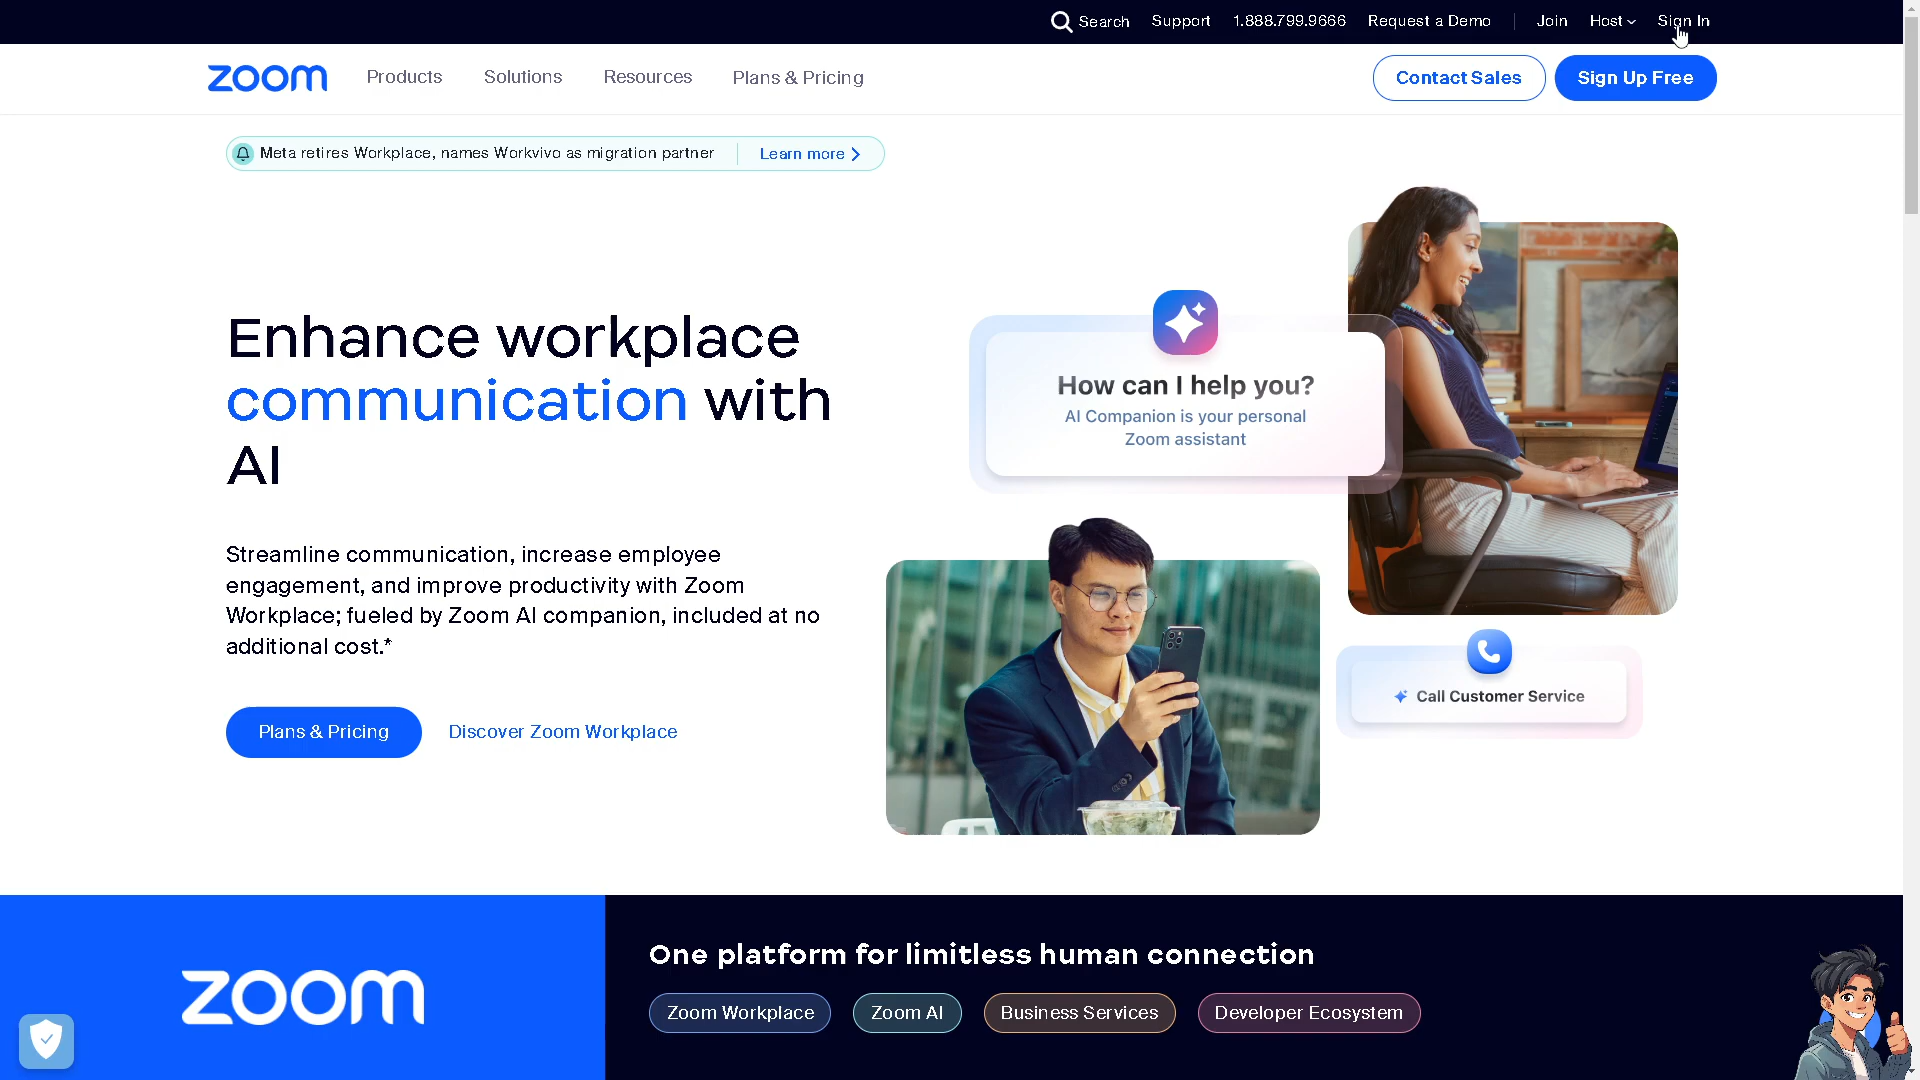 Search Support 1.888.799.9666 Request a Demo Join Host Sign In
zoom Products Solutions Resources Plans & Pricing Contact Sales Sign Up Free
Meta retires Workplace, names Workvivo as migration partner Learn more
Enhance workplace
communication with
AI
Streamline communication, increase employee
engagement, and improve productivity with Zoom
Workplace; fueled by Zoom AI companion, included at no
additional cost.*
Plans & Pricing Discover Zoom Workplace
How can I help you?
AI Companion is your personal
Zoom assistant
Call Customer Service
zoom
One platform for limitless human connection
Zoom Workplace Zoom AI Business Services Developer Ecosystem